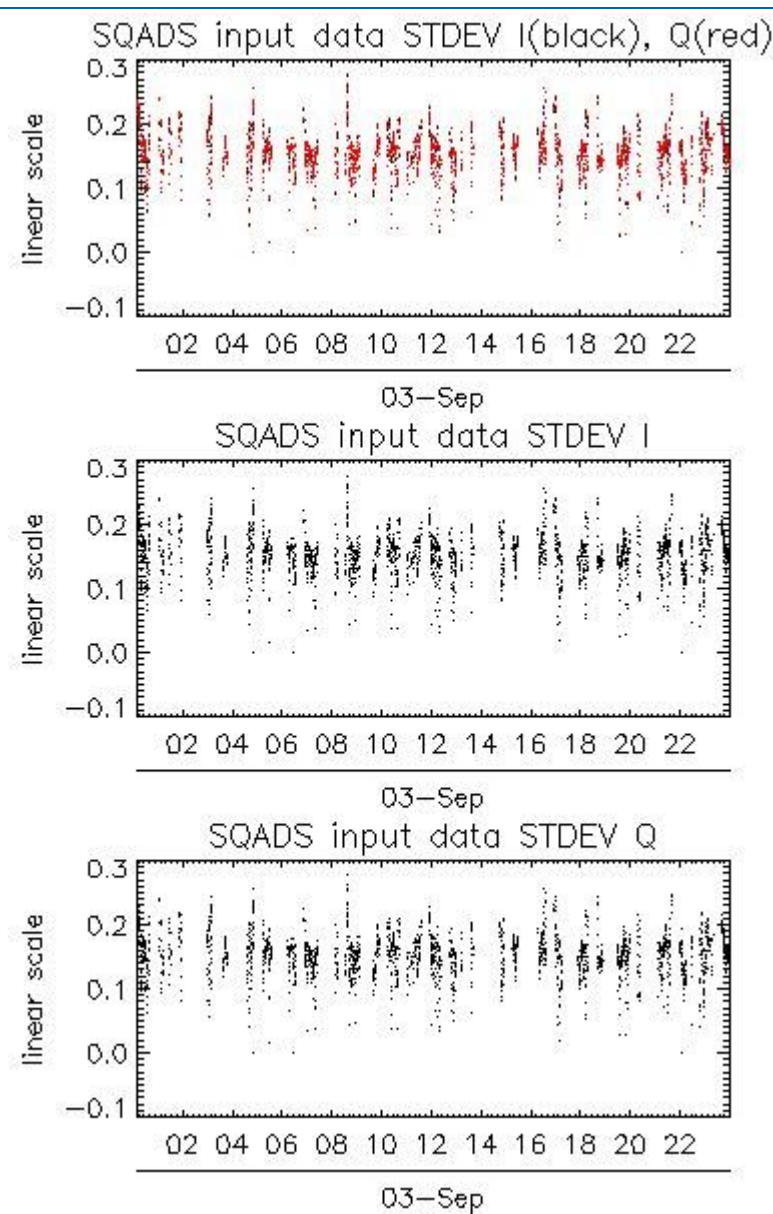 SQADS input data STDEV I(black), Q(red)
linear scale
0.3
0.2
0.1
0.0
-0.1
02 04 06 08 10 12 14 16 18 20 22
03-Sep
SQADS input data STDEV I
linear scale
0.3
0.2
0.1
0.0
-0.1
02 04 06 08 10 12 14 16 18 20 22
03-Sep
SQADS input data STDEV Q
linear scale
0.3
0.2
0.1
0.0
-0.1
02 04 06 08 10 12 14 16 18 20 22
03-Sep